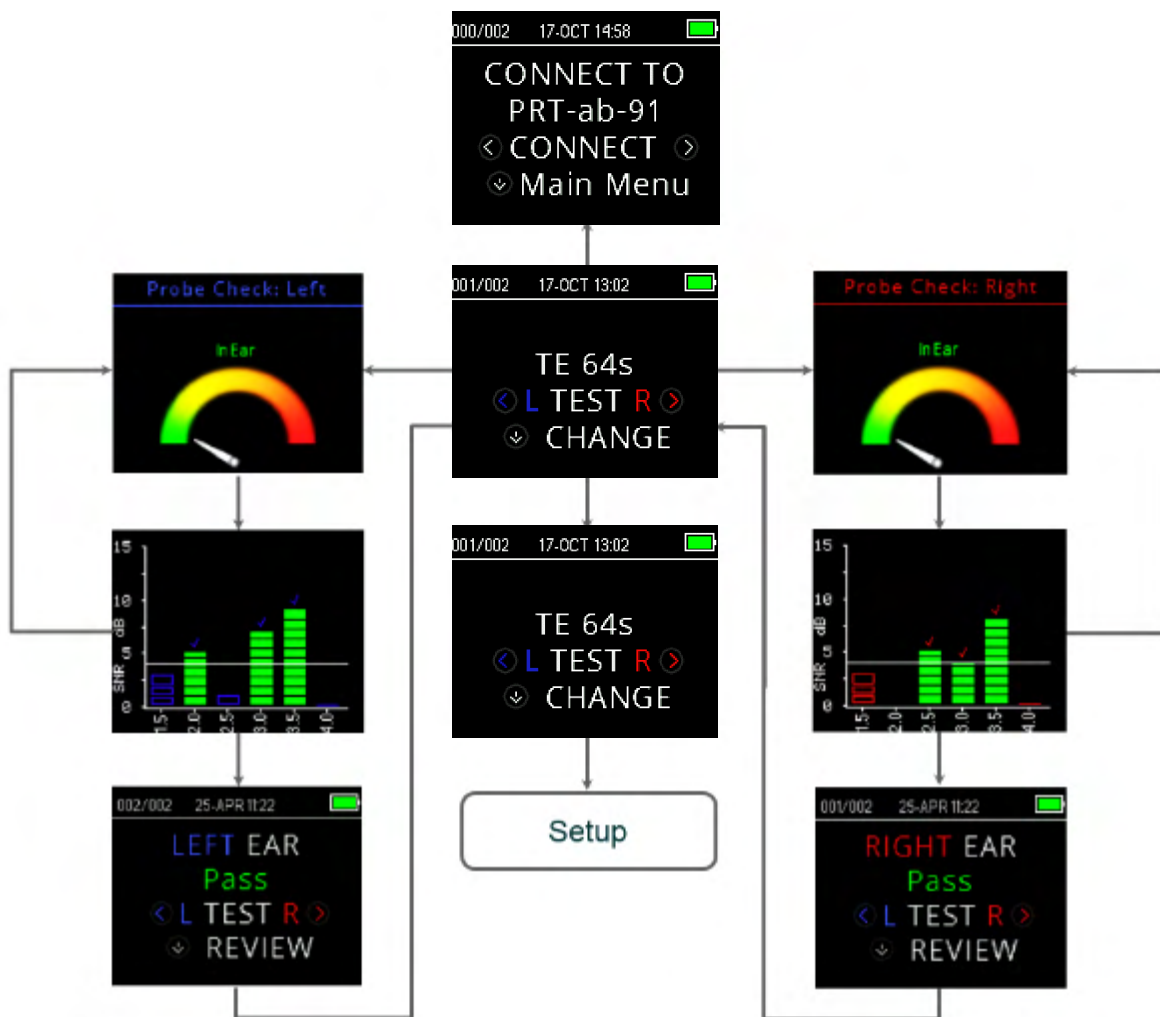 000/002 17-OCT 14:58
CONNECT TO
PRT-ab-91
CONNECT
Main Menu
Probe Check: Left
In Ear
001/002 17-OCT 13:02
TE 64s
L TEST R
CHANGE
Probe Check: Right
In Ear
15
10
5
0
SNR dB
1.5 2.0 2.5 3.0 3.5 4.0
001/002 17-OCT 13:02
TE 64s
L TEST R
CHANGE
15
10
5
0
SNR dB
1.5 2.0 2.5 3.0 3.5 4.0
Setup
002/002 25-APR 11:22
LEFT EAR
Pass
L TEST R
REVIEW
001/002 25-APR 11:22
RIGHT EAR
Pass
L TEST R
REVIEW